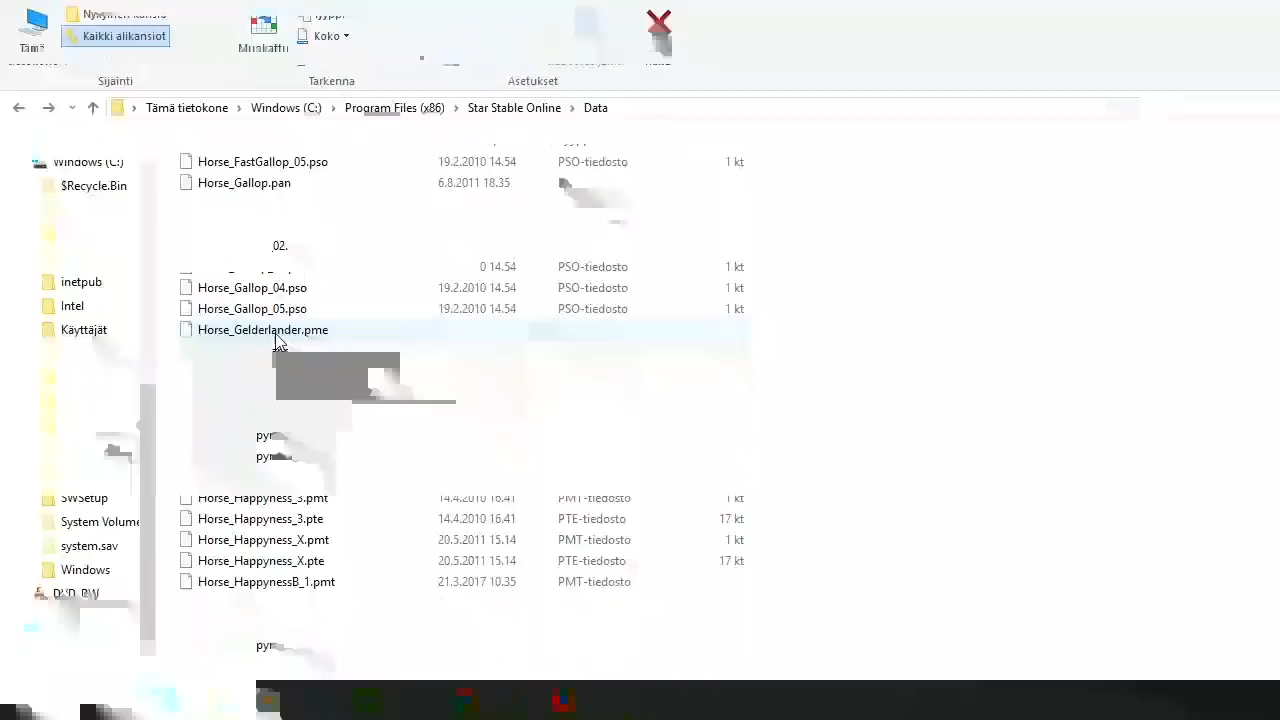 Kaikki alikansiot
Koko
Tämä
Muokattu
Sijainti
Tarkenna
Asetukset
Tämä tietokone > Windows (C:) > Program Files (x86) > Star Stable Online > Data
Windows (C:)
Horse_FastGallop_05.pso 19.2.2010 14.54 PSO-tiedosto 1 kt
$Recycle.Bin
Horse_Gallop.pan 6.8.2011 18.35
02.
0 14.54 PSO-tiedosto 1 kt
inetpub
Horse_Gallop_04.pso 19.2.2010 14.54 PSO-tiedosto 1 kt
Intel
Horse_Gallop_05.pso 19.2.2010 14.54 PSO-tiedosto 1 kt
Käyttäjät
Horse_Gelderlander.pme
SWSetup
Horse_Happyness_3.pmt 14.4.2010 16.41 PMT-tiedosto 1 kt
System Volume
Horse_Happyness_3.pte 14.4.2010 16.41 PTE-tiedosto 17 kt
system.sav
Horse_Happyness_X.pmt 20.5.2011 15.14 PMT-tiedosto 1 kt
Windows
Horse_Happyness_X.pte 20.5.2011 15.14 PTE-tiedosto 17 kt
Horse_HappynessB_1.pmt 21.3.2017 10.35 PMT-tiedosto